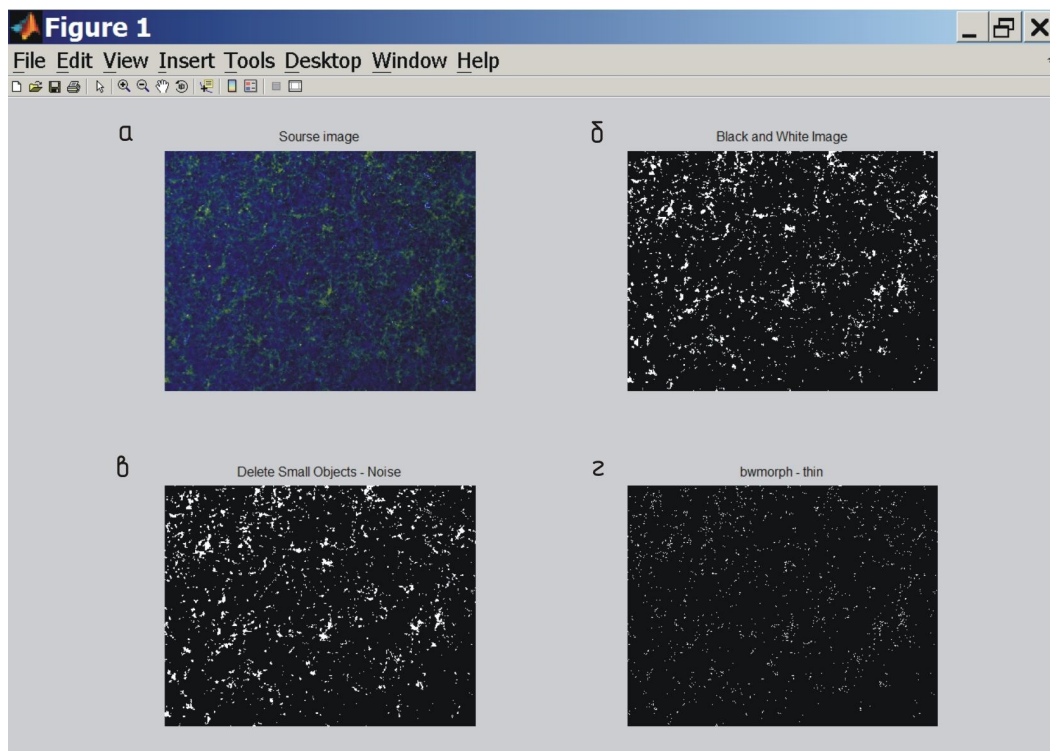 Figure 1
File Edit View Insert Tools Desktop Window Help
а Sourse image
б Black and White Image
в Delete Small Objects - Noise
г bwmorph - thin